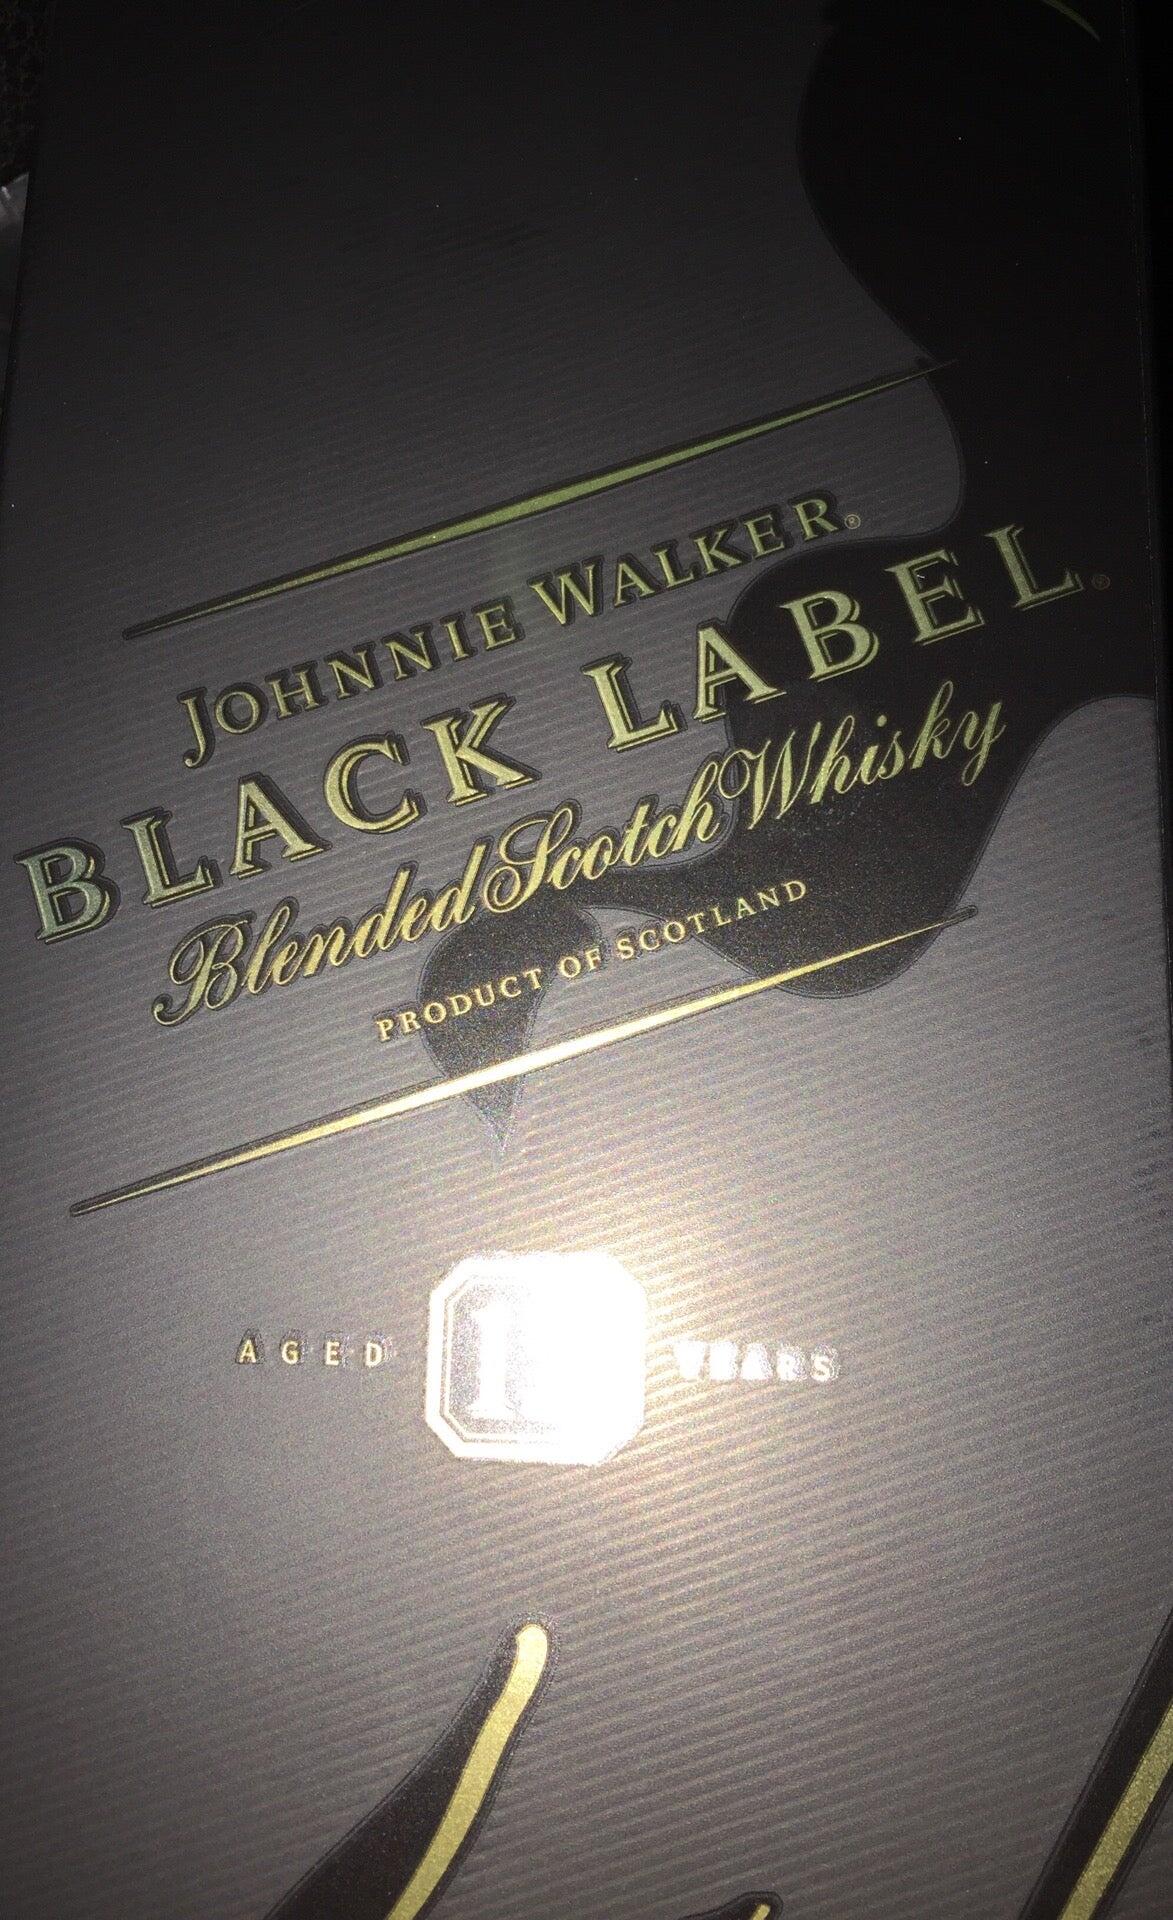 JOHNNIE WALKER®
BLACK LABEL®
Blended Scotch Whisky
PRODUCT OF SCOTLAND
AGED YEARS